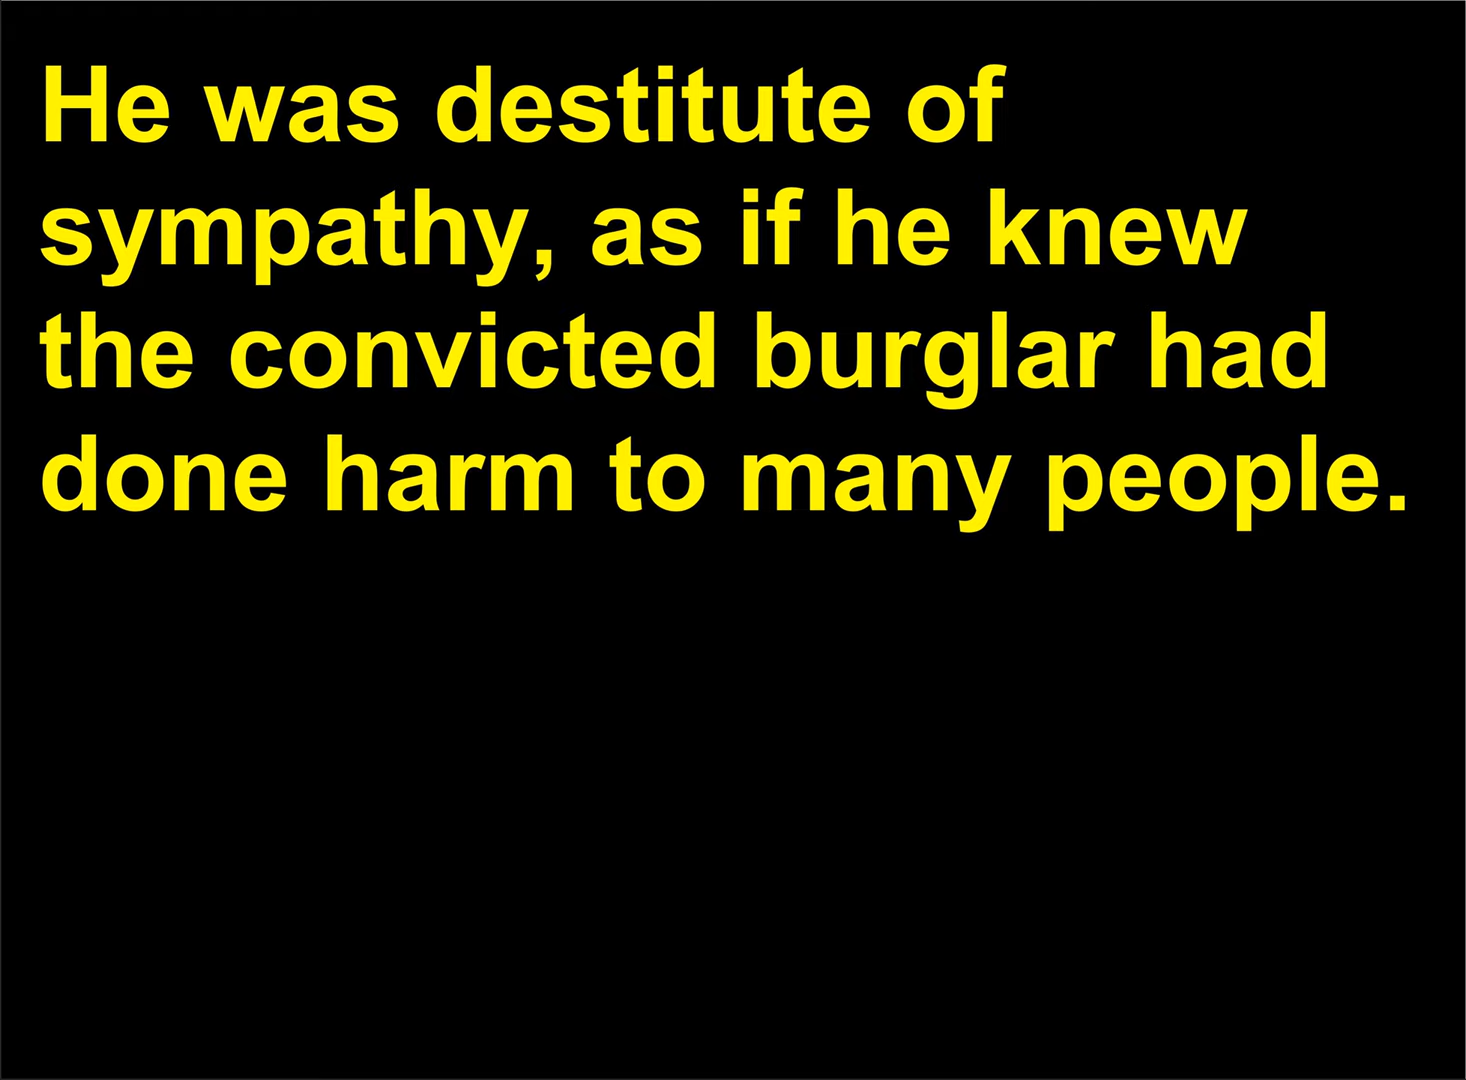 He was destitute of
sympathy, as if he knew
the convicted burglar had
done harm to many people.